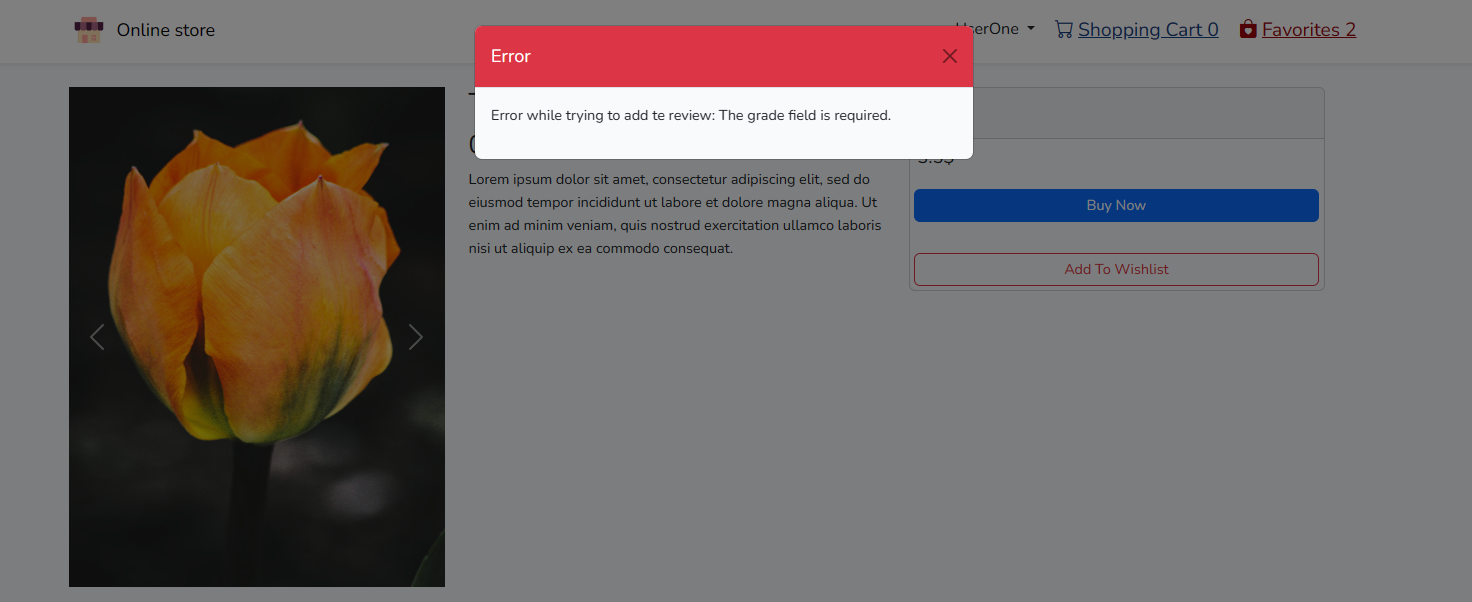 Online store
Shopping Cart 0
Favorites 2
Error
Error while trying to add te review: The grade field is required.
Lorem ipsum dolor sit amet, consectetur adipiscing elit, sed do
eiusmod tempor incididunt ut labore et dolore magna aliqua. Ut
enim ad minim veniam, quis nostrud exercitation ullamco laboris
nisi ut aliquip ex ea commodo consequat.
Buy Now
Add To Wishlist